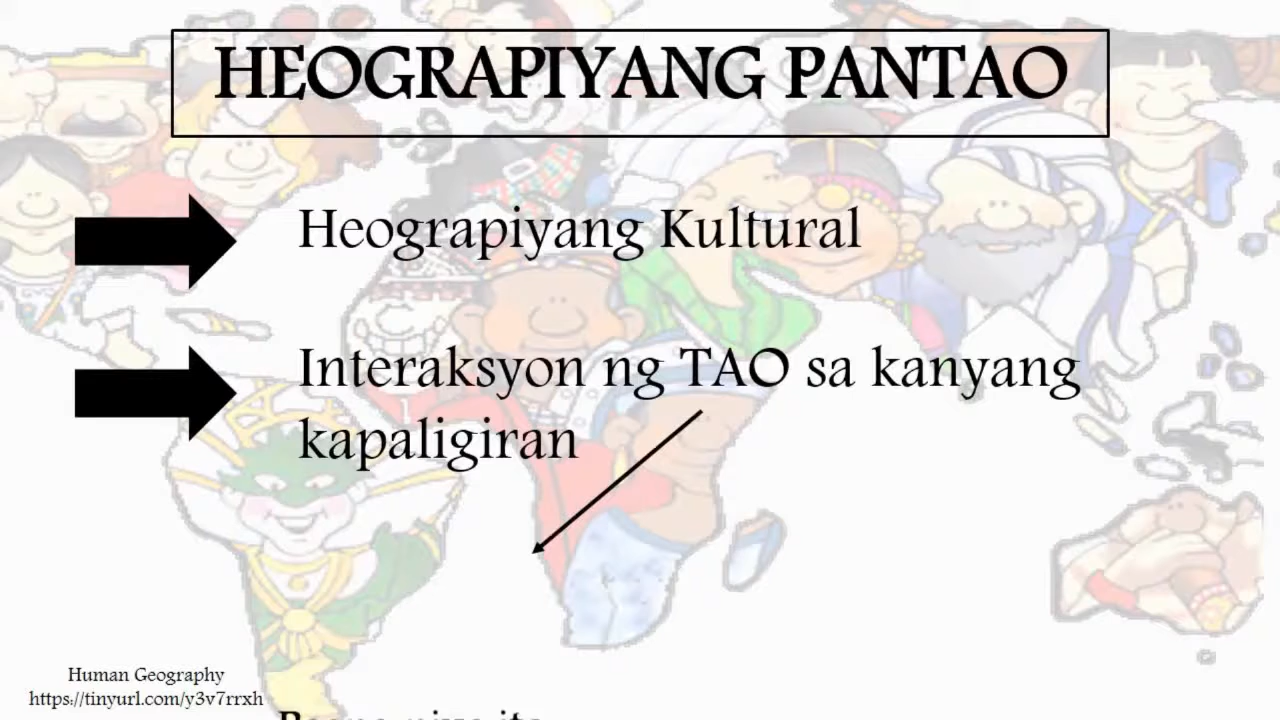 HEOGRAPIYANG PANTAO
Heograpiyang Kultural
Interaksyon ng TAO sa kanyang
kapaligiran
Human Geography
https://tinyurl.com/y3v7rrxh